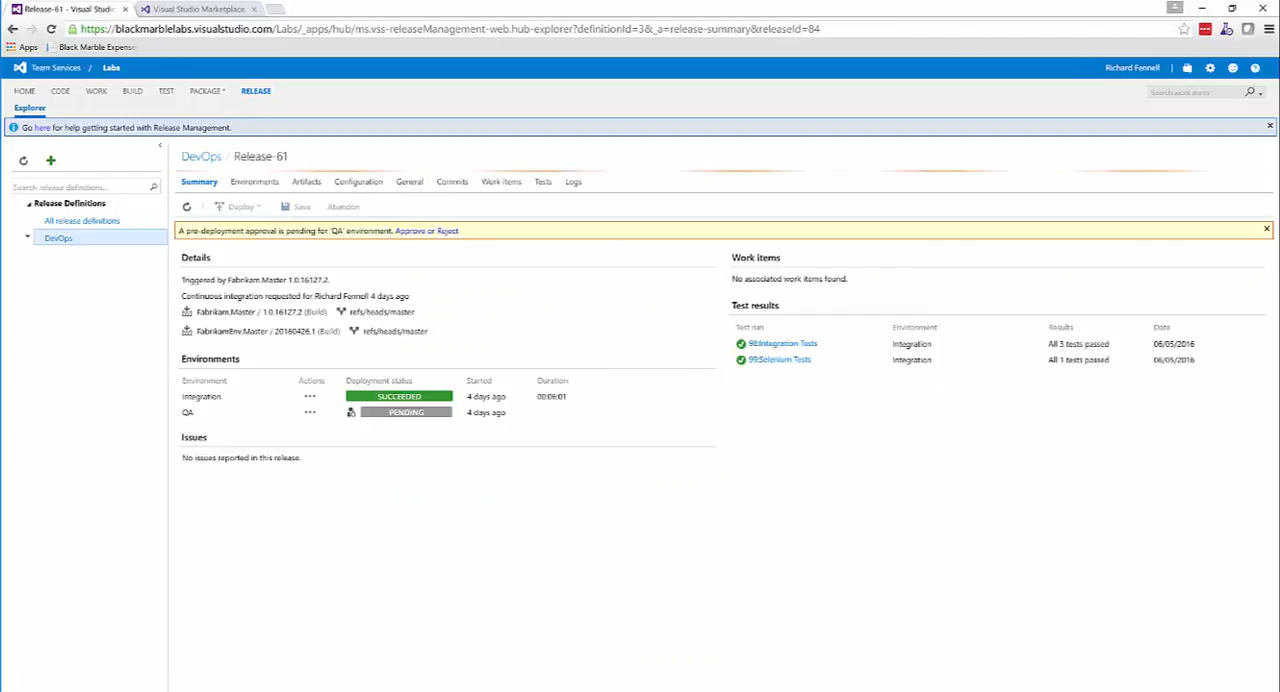 Release-61 - Visual Studio
Visual Studio Marketplace
https://blackmarblelabs.visualstudio.com/Labs/_apps/hub/ms.vss-releaseManagement-web.hub-explorer?definitionId=3&_a=release-summary&releaseId=84
Apps Black Marble Expense
Team Services / Labs Richard Fennell
HOME CODE WORK BUILD TEST PACKAGE* RELEASE Search work items
Explorer
Go here for help getting started with Release Management.
DevOps / Release-61
Summary Environments Artifacts Configuration General Commits Work items Tests Logs
Search release definitions...
Release Definitions
All release definitions
DevOps
Deploy Save Abandon
A pre-deployment approval is pending for 'QA' environment. Approve or Reject
Details
Triggered by Fabrikam.Master 1.0.16127.2.
Continuous integration requested for Richard Fennell 4 days ago
Fabrikam.Master / 1.0.16127.2 (Build) refs/heads/master
FabrikamEnv.Master / 20160426.1 (Build) refs/heads/master
Environments
Environment Actions Deployment status Started Duration
Integration ... SUCCEEDED 4 days ago 00:06:01
QA ... PENDING 4 days ago
Issues
No issues reported in this release.
Work items
No associated work items found.
Test results
Test run Environment Results Date
98:Integration Tests Integration All 3 tests passed 06/05/2016
99:Selenium Tests Integration All 1 tests passed 06/05/2016